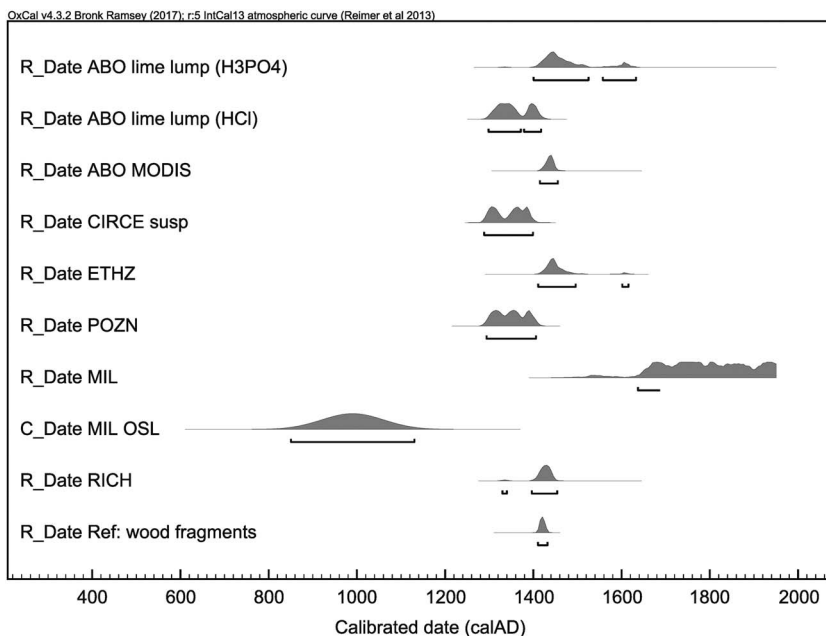 OxCal v4.3.2 Bronk Ramsey (2017); r:5 IntCal13 atmospheric curve (Reimer et al 2013)
R_Date ABO lime lump (H3PO4)
R_Date ABO lime lump (HCl)
R_Date ABO MODIS
R_Date CIRCE susp
R_Date ETHZ
R_Date POZN
R_Date MIL
C_Date MIL OSL
R_Date RICH
R_Date Ref: wood fragments
400 600 800 1000 1200 1400 1600 1800 2000
Calibrated date (calAD)